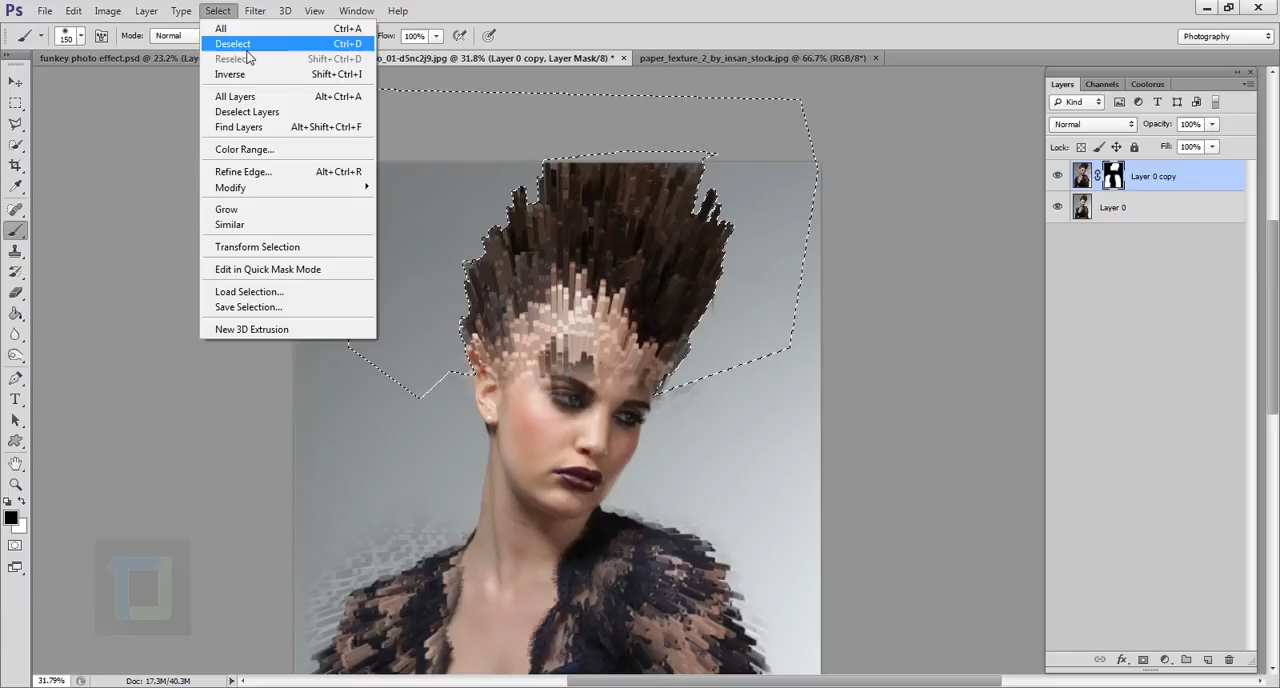 Ps File Edit Image Layer Type Select Filter 3D View Window Help
150 Mode: Normal Flow: 100% Photography
funkey photo effect.psd @ 23.2% (Lay o_01-d5nc2j9.jpg @ 31.8% (Layer 0 copy, Layer Mask/8) * × paper_texture_2_by_insan_stock.jpg @ 66.7% (RGB/8*) ×
All Ctrl+A
Deselect Ctrl+D
Reselect Shift+Ctrl+D
Inverse Shift+Ctrl+I
All Layers Alt+Ctrl+A
Deselect Layers
Find Layers Alt+Shift+Ctrl+F
Color Range...
Refine Edge... Alt+Ctrl+R
Modify
Grow
Similar
Transform Selection
Edit in Quick Mask Mode
Load Selection...
Save Selection...
New 3D Extrusion
Layers Channels Coolorus
Kind
Normal Opacity: 100%
Lock: Fill: 100%
Layer 0 copy
Layer 0
31.79% Doc: 17.3M/40.3M